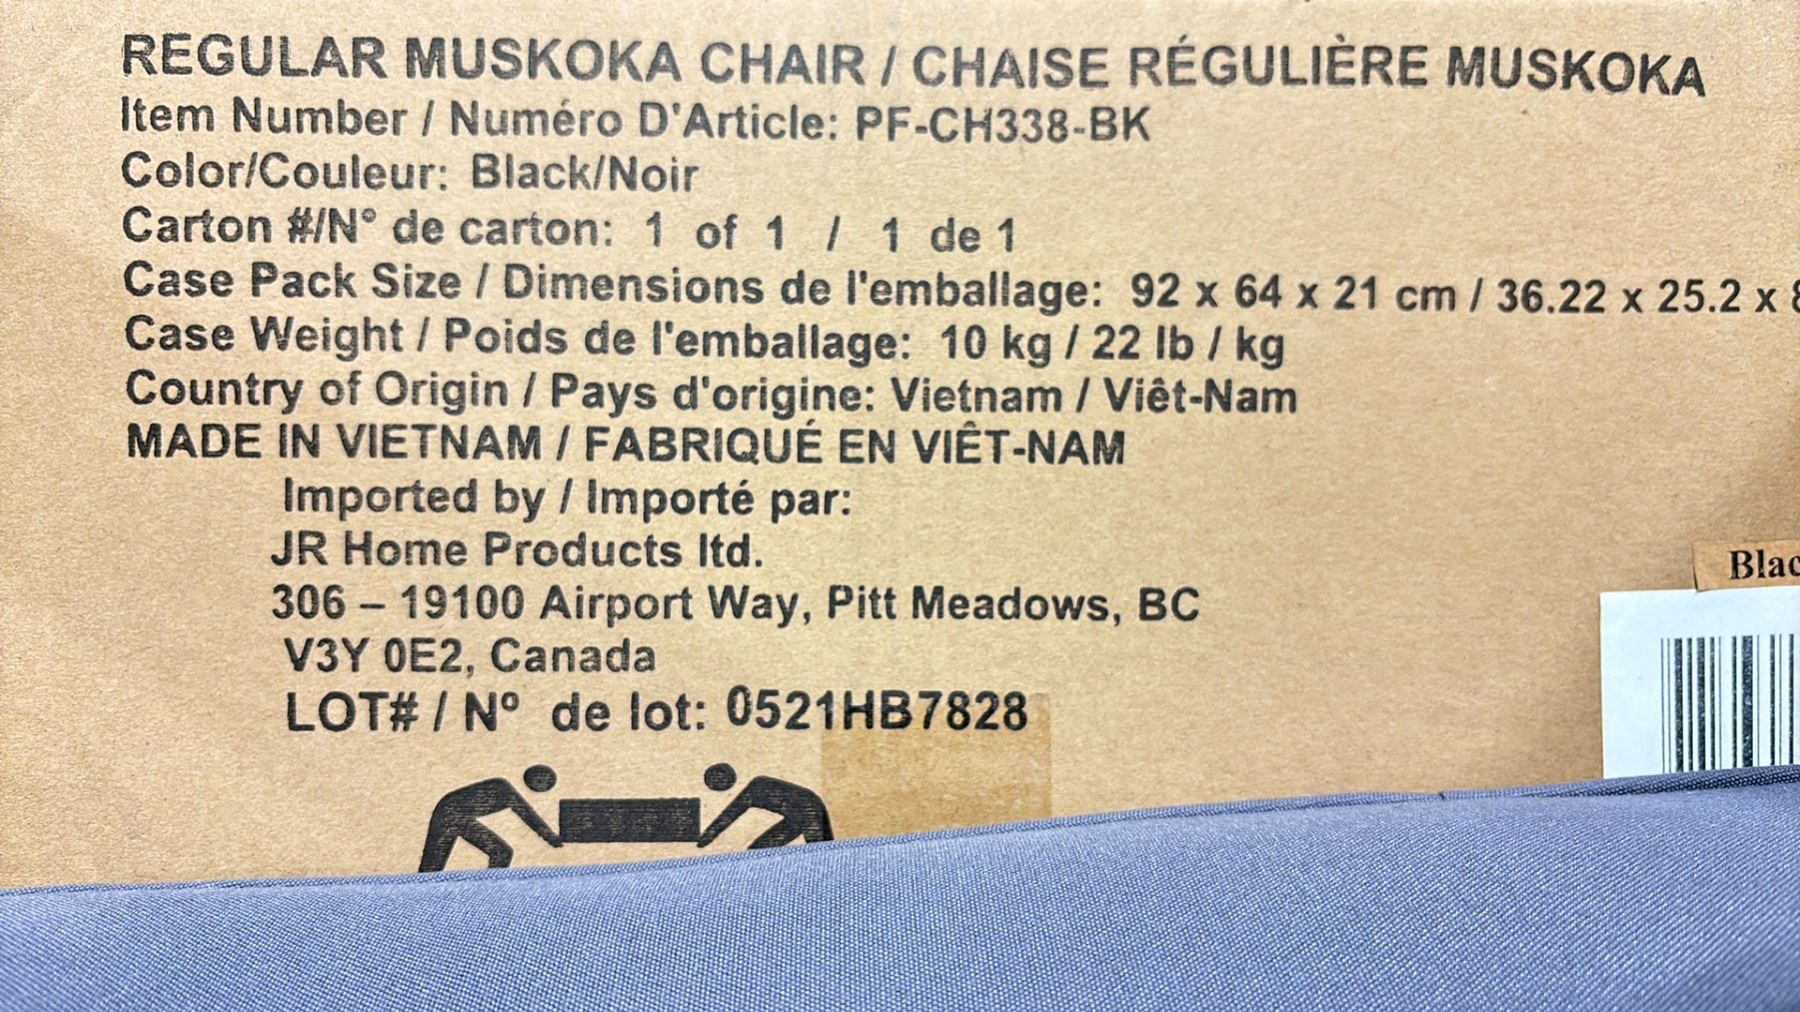 REGULAR MUSKOKA CHAIR / CHAISE RÉGULIÈRE MUSKOKA
Item Number / Numéro D'Article: PF-CH338-BK
Color/Couleur: Black/Noir
Carton #/N° de carton: 1 of 1 / 1 de 1
Case Pack Size / Dimensions de l'emballage: 92 x 64 x 21 cm / 36.22 x 25.2 x
Case Weight / Poids de l'emballage: 10 kg / 22 lb / kg
Country of Origin / Pays d'origine: Vietnam / Viêt-Nam
MADE IN VIETNAM / FABRIQUÉ EN VIÊT-NAM
Imported by / Importé par:
JR Home Products ltd.
306 – 19100 Airport Way, Pitt Meadows, BC
V3Y 0E2, Canada
LOT# / Nº de lot: 0521HB7828
Blac